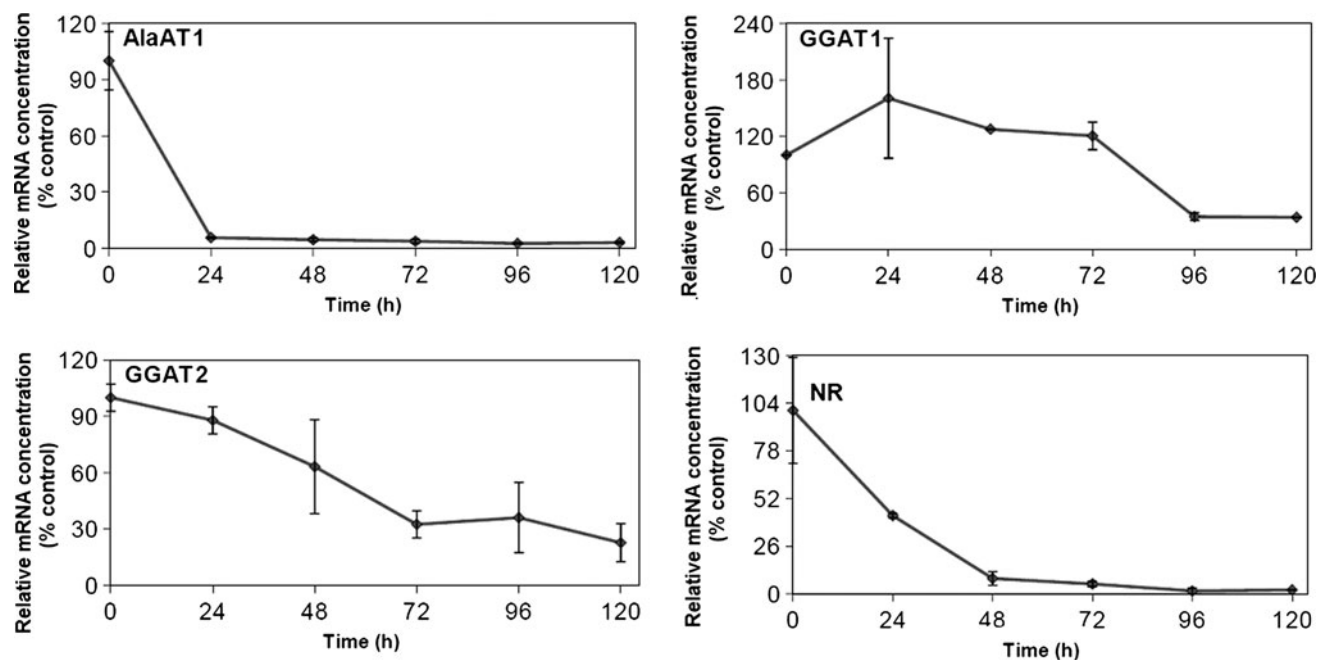 AlaAT1
Relative mRNA concentration
(% control)
120
90
60
30
0
0 24 48 72 96 120
Time (h)
GGAT1
.Relative mRNA concentration
(% control)
240
180
120
60
0
0 24 48 72 96 120
Time (h)
GGAT2
Relative mRNA concentration
(% control)
120
90
60
30
0
0 24 48 72 96 120
Time (h)
NR
Relative mRNA concentration
(% control)
130
104
78
52
26
0
0 24 48 72 96 120
Time (h)